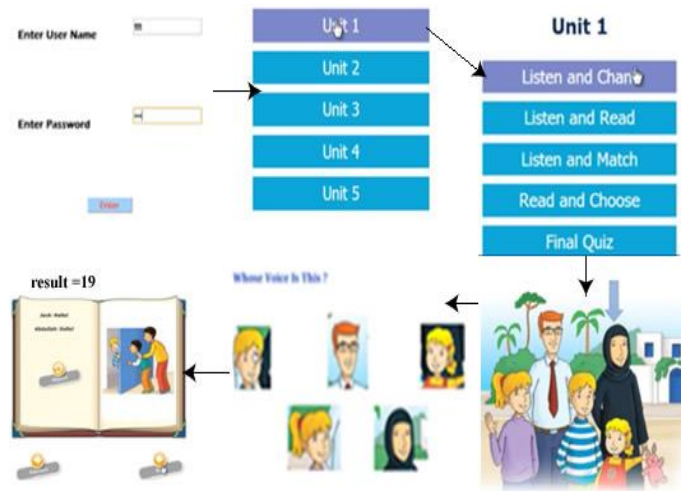 Enter User Name
Enter Password
Enter
Unit 1
Unit 2
Unit 3
Unit 4
Unit 5
Unit 1
Listen and Chan
Listen and Read
Listen and Match
Read and Choose
Final Quiz
result =19
Whose Voice Is This ?